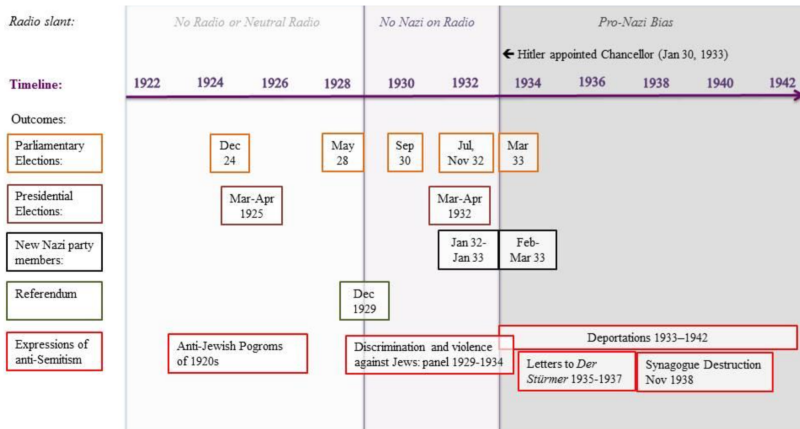 Radio slant: No Radio or Neutral Radio No Nazi on Radio Pro-Nazi Bias
← Hitler appointed Chancellor (Jan 30, 1933)
Timeline: 1922 1924 1926 1928 1930 1932 1934 1936 1938 1940 1942
Outcomes:
Parliamentary
Elections:
Dec
24
May
28
Sep
30
Jul,
Nov 32
Mar
33
Presidential
Elections:
Mar-Apr
1925
Mar-Apr
1932
New Nazi party
members:
Jan 32-
Jan 33
Feb-
Mar 33
Referendum
Dec
1929
Expressions of
anti-Semitism
Anti-Jewish Pogroms
of 1920s
Discrimination and violence
against Jews: panel 1929-1934
Deportations 1933–1942
Letters to Der
Stürmer 1935-1937
Synagogue Destruction
Nov 1938